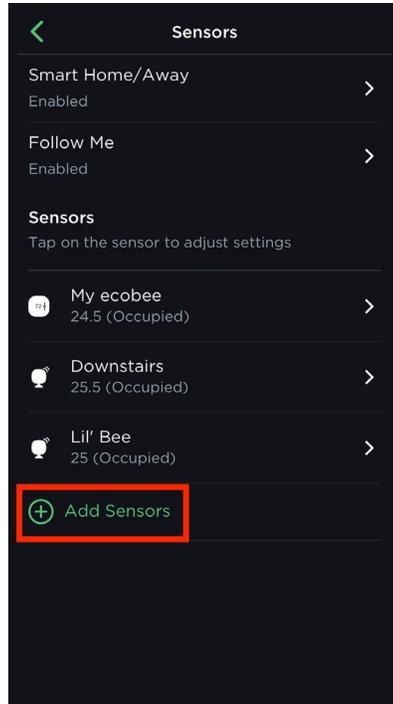 Sensors
Smart Home/Away
Enabled
Follow Me
Enabled
Sensors
Tap on the sensor to adjust settings
72
My ecobee
24.5 (Occupied)
Downstairs
25.5 (Occupied)
Lil' Bee
25 (Occupied)
Add Sensors